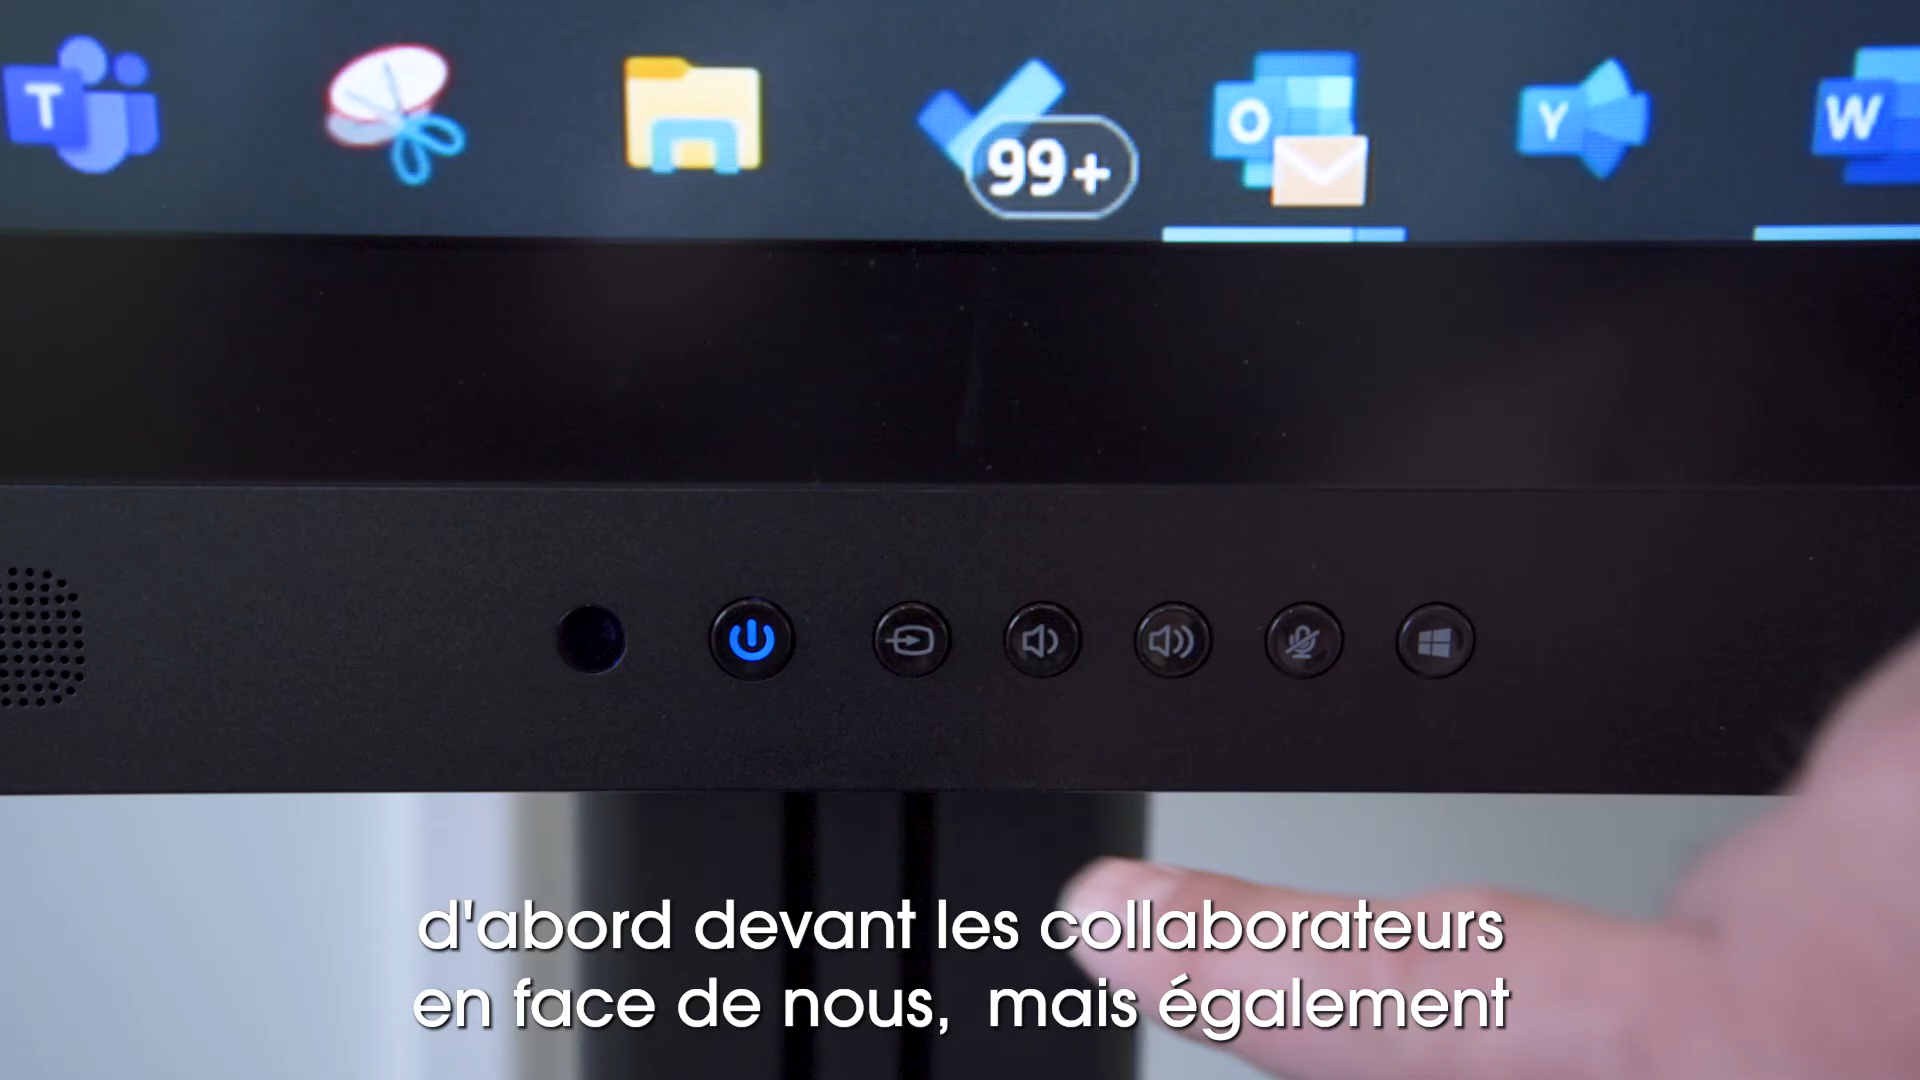 T
99+
O
Y
W
d'abord devant les collaborateurs
en face de nous, mais également